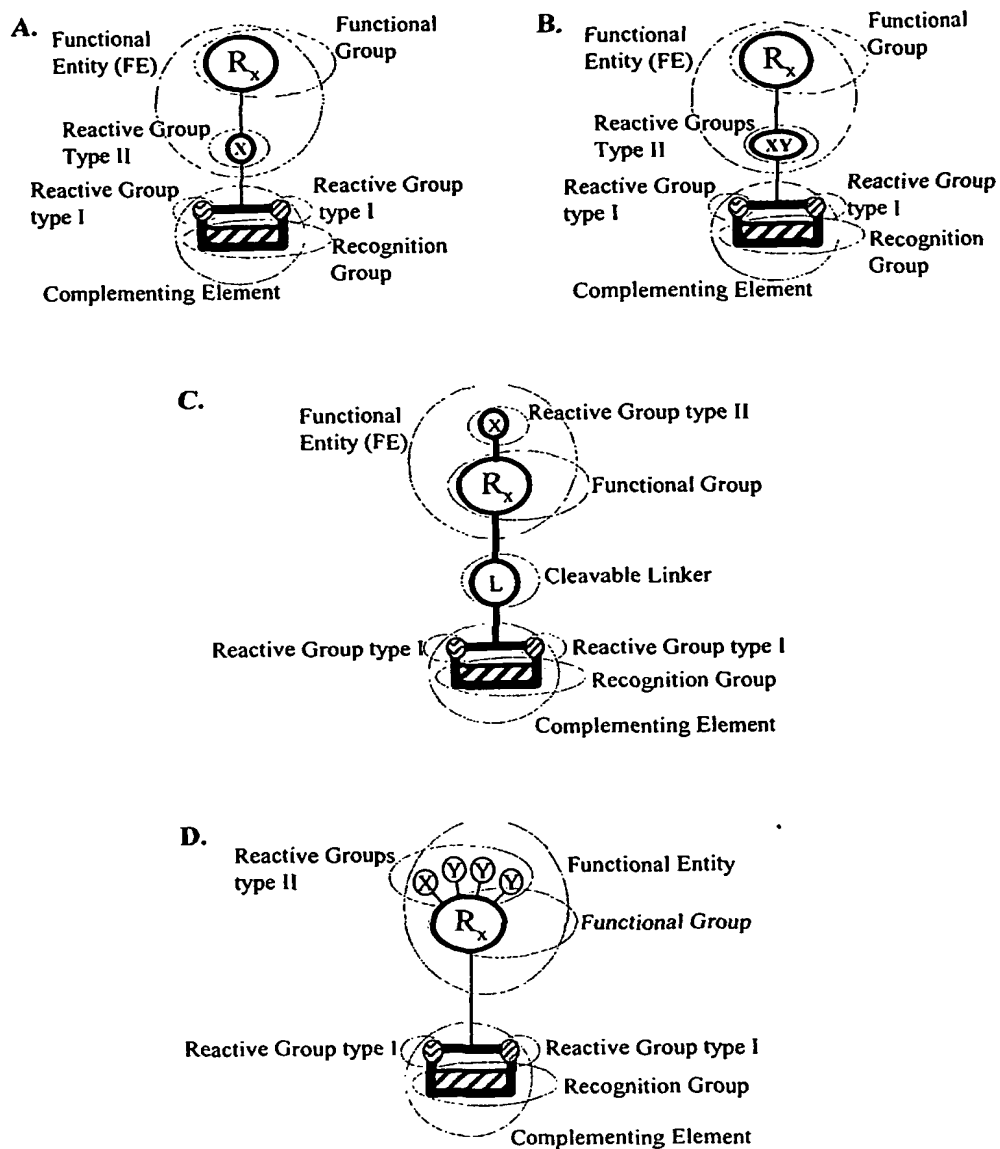 A.
Functional
Entity (FE)
Functional
Group
Rx
Reactive Group
Type II
X
Reactive Group
type I
Reactive Group
type I
Recognition
Group
Complementing Element
B.
Functional
Entity (FE)
Functional
Group
Rx
Reactive Groups
Type II
XY
Reactive Group
type I
Reactive Group
type I
Recognition
Group
Complementing Element
C.
Functional
Entity (FE)
X
Reactive Group type II
Rx
Functional Group
L
Cleavable Linker
Reactive Group type I
Reactive Group type I
Recognition Group
Complementing Element
D.
Reactive Groups
type II
X Y Y Y
Functional Entity
Rx
Functional Group
Reactive Group type I
Reactive Group type I
Recognition Group
Complementing Element